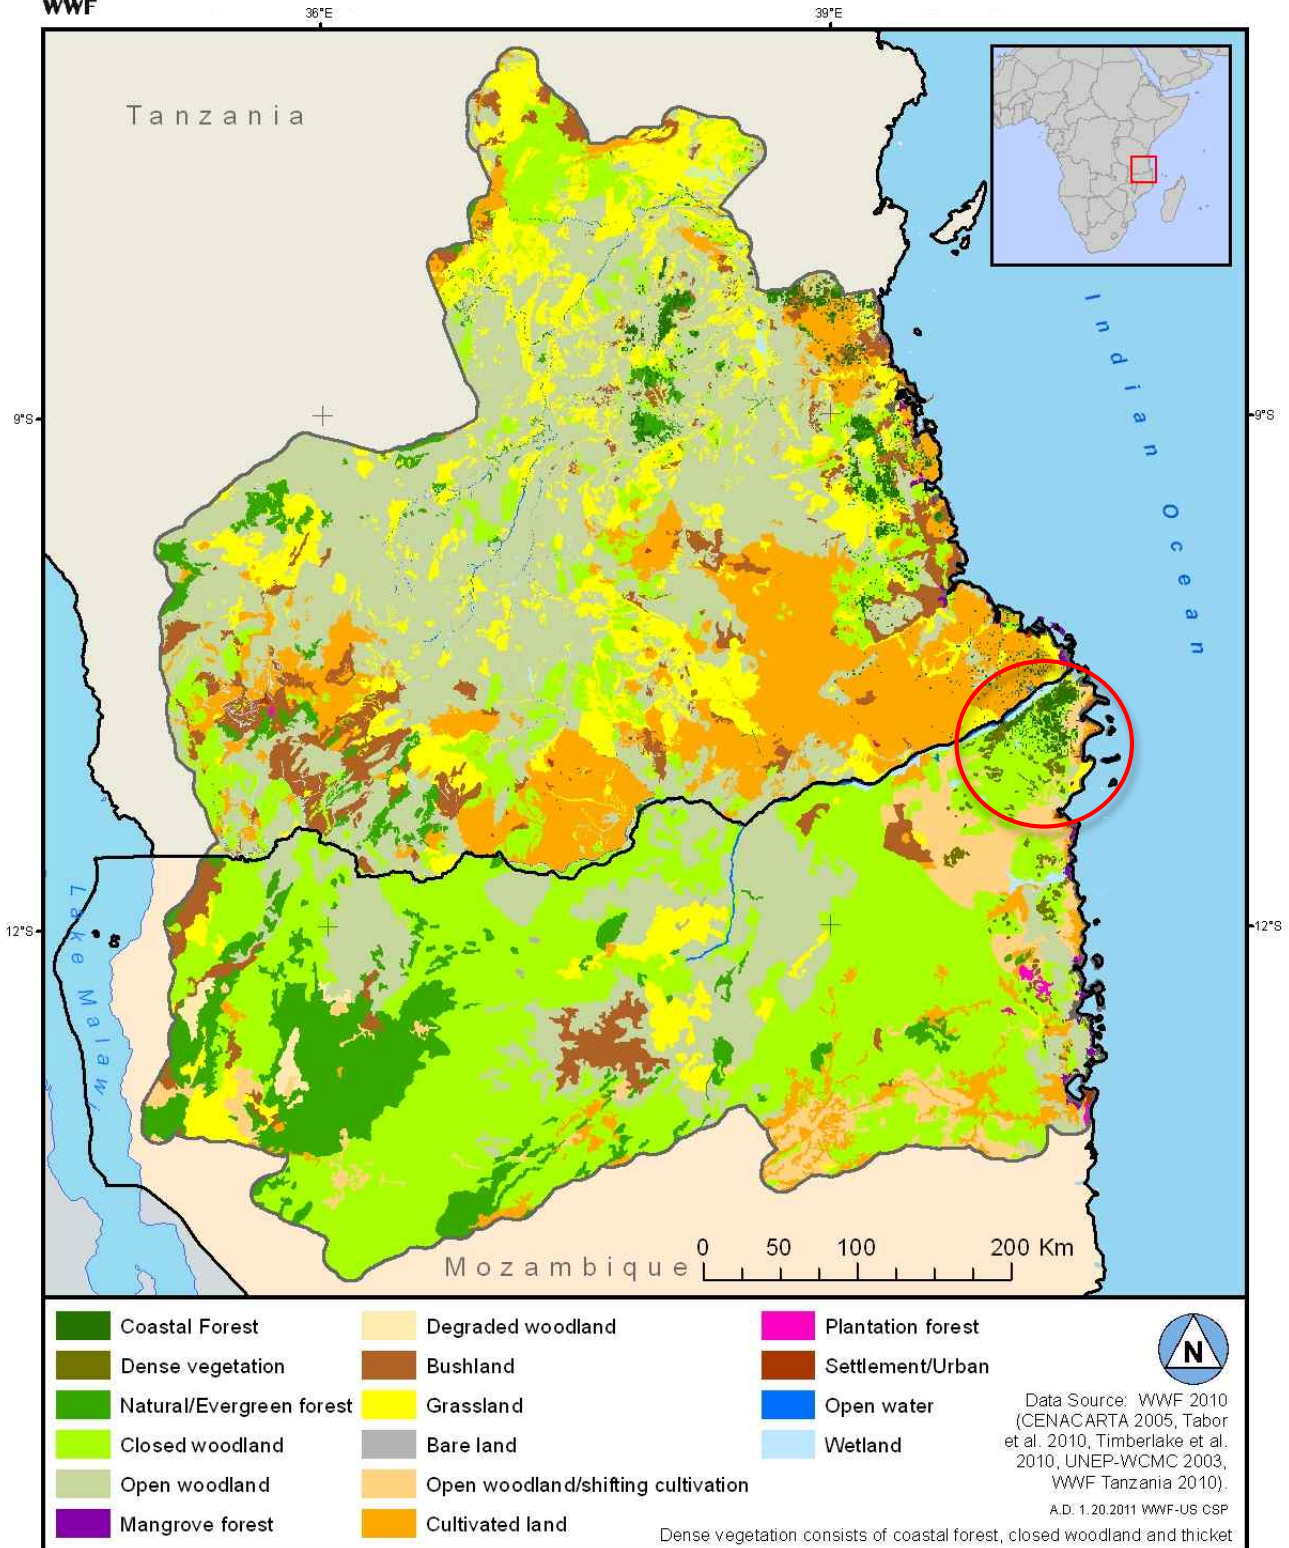 WWF
36°E
39°E
Tanzania
Indian Ocean
9°S
9°S
12°S
12°S
Lake Malawi
Mozambique
0 50 100 200 Km
Coastal Forest
Dense vegetation
Natural/Evergreen forest
Closed woodland
Open woodland
Mangrove forest
Degraded woodland
Bushland
Grassland
Bare land
Open woodland/shifting cultivation
Cultivated land
Plantation forest
Settlement/Urban
Open water
Wetland
N
Data Source: WWF 2010
(CENACARTA 2005, Tabor
et al. 2010, Timberlake et al.
2010, UNEP-WCMC 2003,
WWF Tanzania 2010).
A.D. 1.20.2011 WWF-US CSP
Dense vegetation consists of coastal forest, closed woodland and thicket